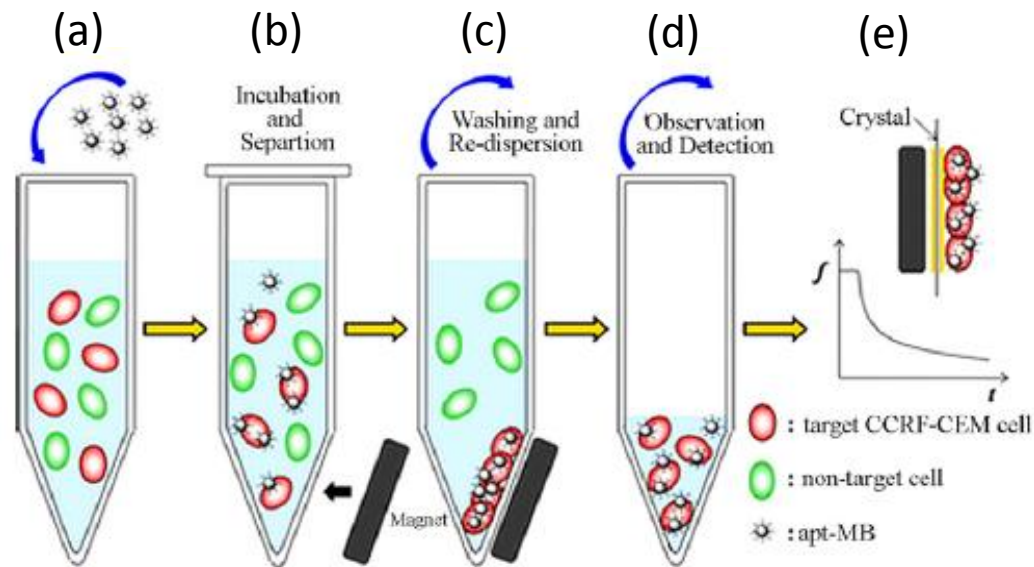 (a) (b) (c) (d) (e)
Incubation
and
Separtion
Washing and
Re-dispersion
Observation
and Detection
Crystal
f
t
Magnet
: target CCRF-CEM cell
: non-target cell
: apt-MB